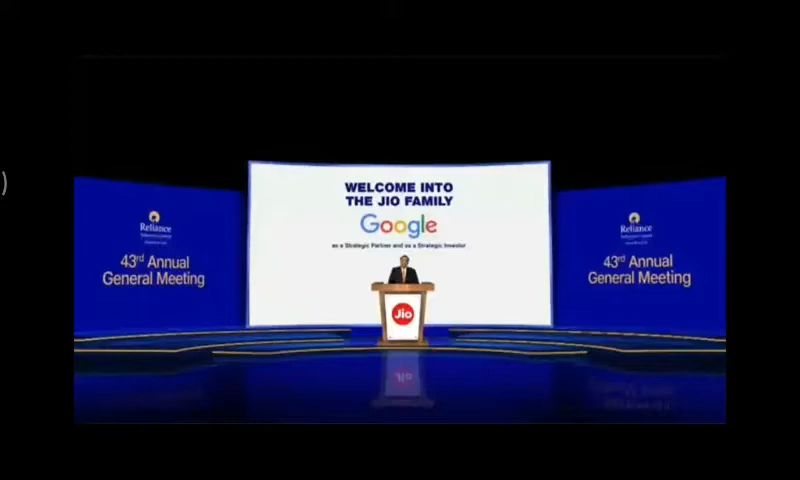 WELCOME INTO
THE JIO FAMILY
Google
as a Strategic Partner and as a Strategic Investor
Reliance
43rd Annual
General Meeting
Jio
Reliance
43rd Annual
General Meeting